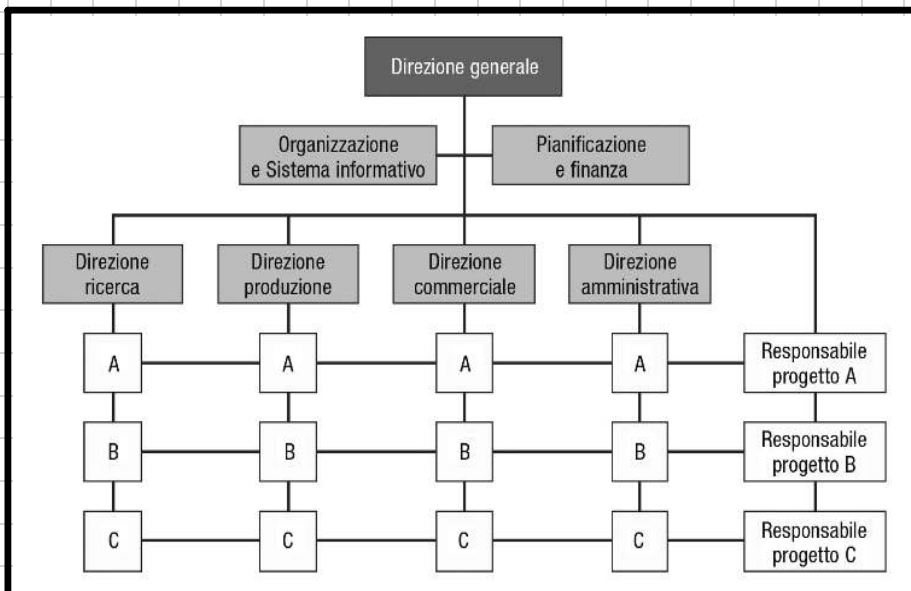 Direzione generale
Organizzazione
e Sistema informativo
Pianificazione
e finanza
Direzione
ricerca
Direzione
produzione
Direzione
commerciale
Direzione
amministrativa
A
A
A
A
Responsabile
progetto A
B
B
B
B
Responsabile
progetto B
C
C
C
C
Responsabile
progetto C